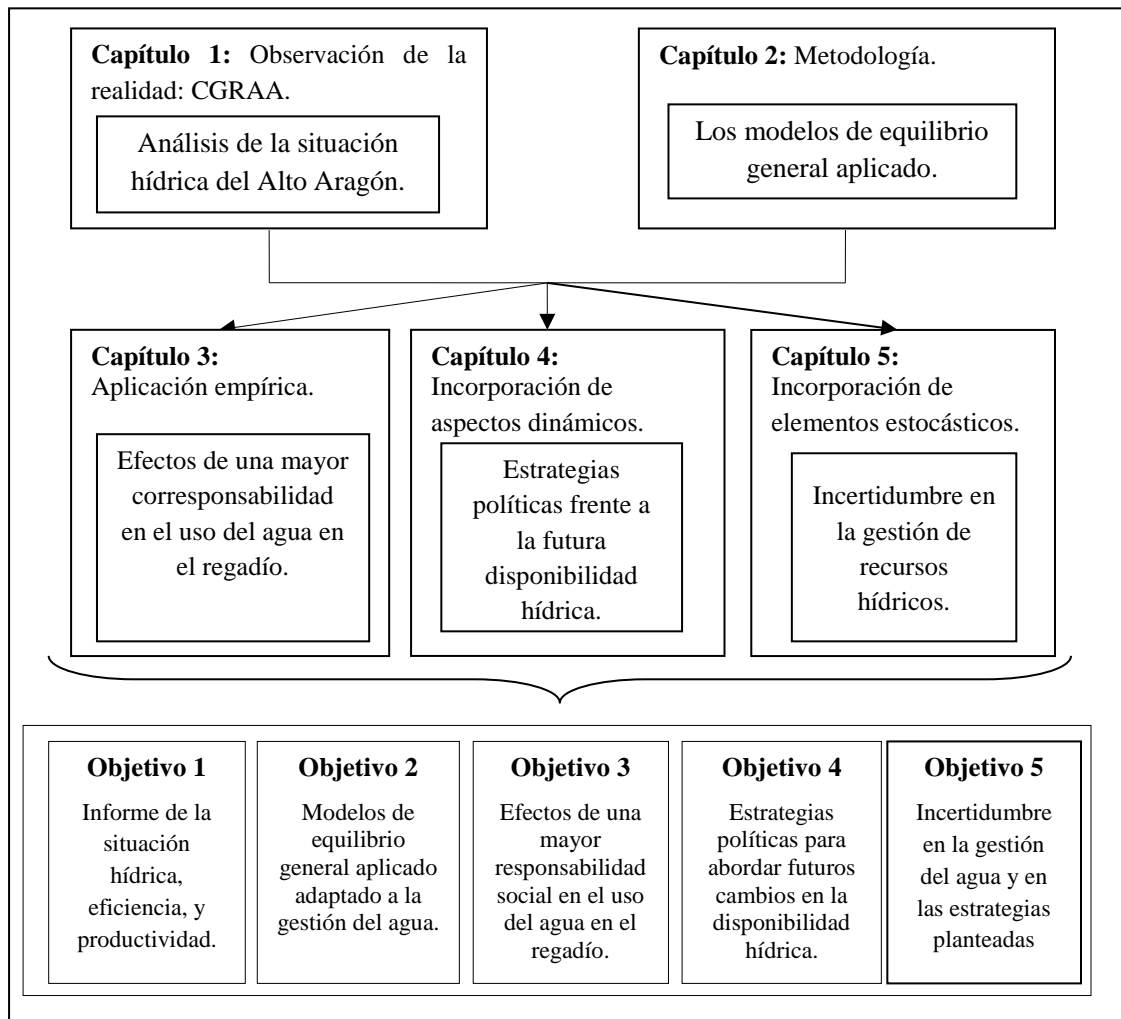 Capítulo 1: Observación de la
realidad: CGRAA.
Análisis de la situación
hídrica del Alto Aragón.
Capítulo 2: Metodología.
Los modelos de equilibrio
general aplicado.
Capítulo 3:
Aplicación empírica.
Efectos de una mayor
corresponsabilidad
en el uso del agua en
el regadío.
Capítulo 4:
Incorporación de
aspectos dinámicos.
Estrategias
políticas frente a
la futura
disponibilidad
hídrica.
Capítulo 5:
Incorporación de
elementos estocásticos.
Incertidumbre en
la gestión de
recursos
hídricos.
Objetivo 1
Informe de la
situación
hídrica,
eficiencia, y
productividad.
Objetivo 2
Modelos de
equilibrio
general aplicado
adaptado a la
gestión del agua.
Objetivo 3
Efectos de una
mayor
responsabilidad
social en el uso
del agua en el
regadío.
Objetivo 4
Estrategias
políticas para
abordar futuros
cambios en la
disponibilidad
hídrica.
Objetivo 5
Incertidumbre
en la gestión
del agua y en
las estrategias
planteadas